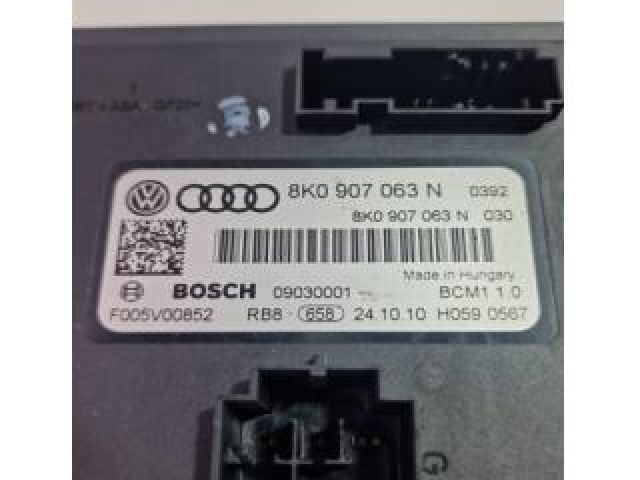 8K0 907 063 N 0392
8K0 907 063 N 030
Made in Hungary
BOSCH 09030001 BCM1 1.0
F005V00852 RB8 - 658 24.10.10 H059 0567
G